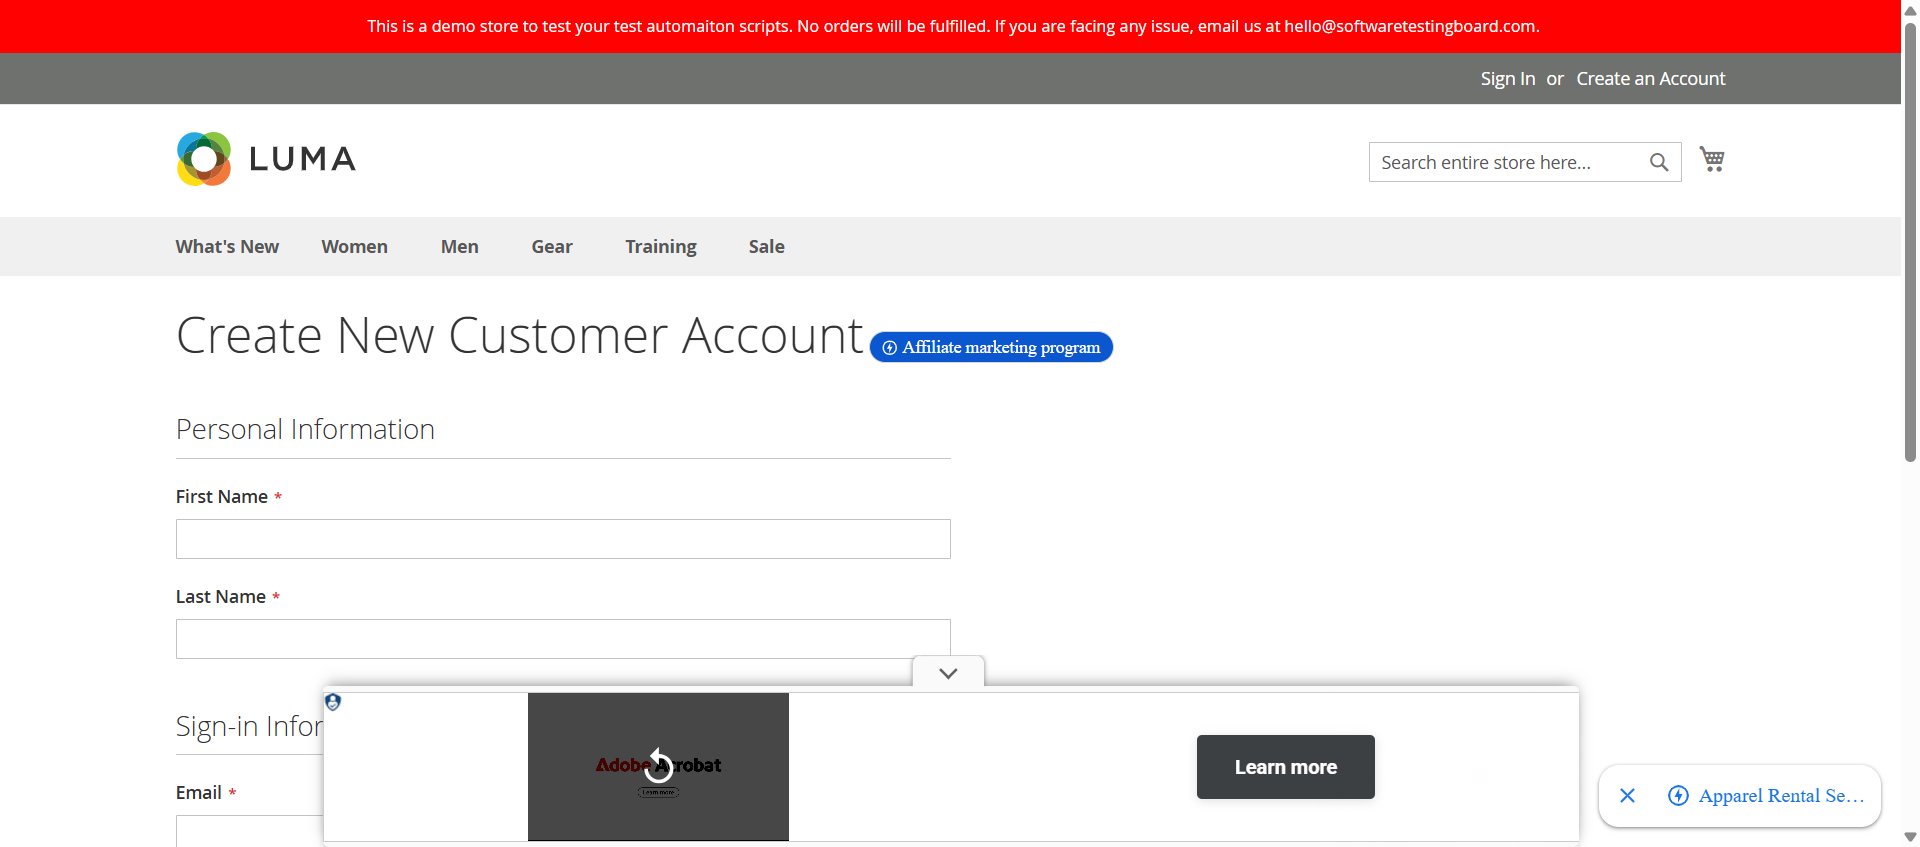 This is a demo store to test your test automaiton scripts. No orders will be fulfilled. If you are facing any issue, email us at hello@softwaretestingboard.com.
Sign In or Create an Account
LUMA
Search entire store here...
What's New Women Men Gear Training Sale
Create New Customer Account
Affiliate marketing program
Personal Information
First Name *
Last Name *
Sign-in Infor
Email *
Adobe Acrobat
Learn more
Learn more
Apparel Rental Se...